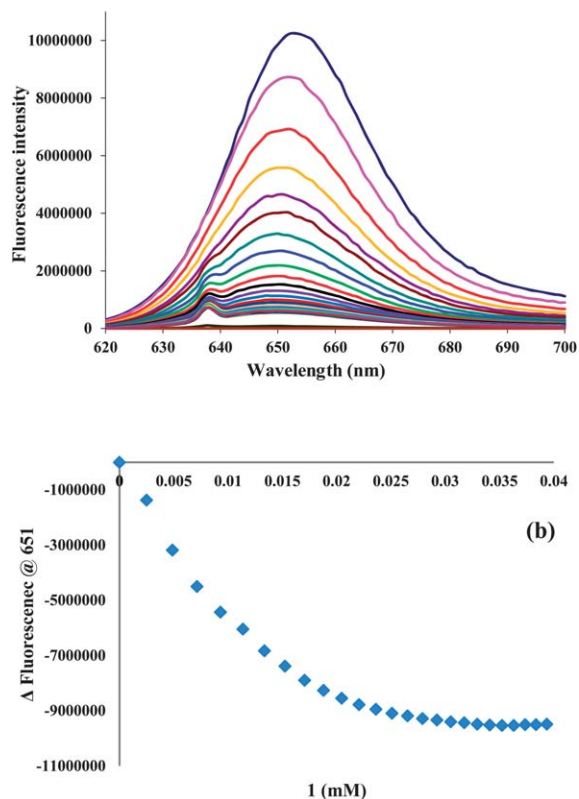 10000000
8000000
6000000
4000000
2000000
0
Fluorescence intensity
620 630 640 650 660 670 680 690 700
Wavelength (nm)
0 0.005 0.01 0.015 0.02 0.025 0.03 0.035 0.04
-1000000
-3000000
-5000000
-7000000
-9000000
-11000000
Δ Fluorescenec @ 651
(b)
1 (mM)